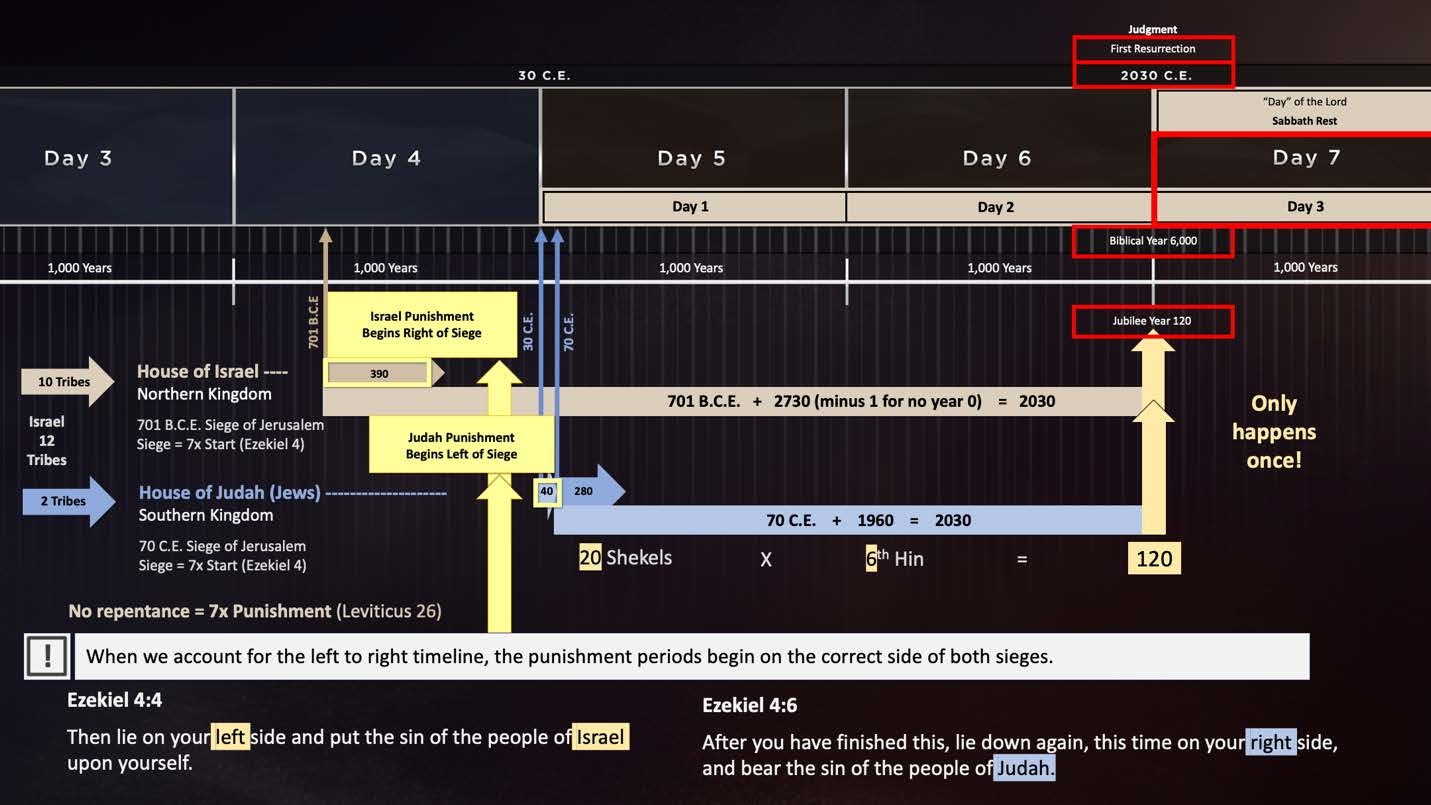 Judgment
First Resurrection
30 C.E.
2030 C.E.
"Day" of the Lord
Sabbath Rest
Day 3
Day 4
Day 5
Day 6
Day 7
Day 1
Day 2
Day 3
Biblical Year 6,000
1,000 Years
1,000 Years
1,000 Years
1,000 Years
1,000 Years
701 B.C.E
Israel Punishment
Begins Right of Siege
30 C.E.
70 C.E.
Jubilee Year 120
10 Tribes
House of Israel ----
Northern Kingdom
390
701 B.C.E. + 2730 (minus 1 for no year 0) = 2030
Only
happens
once!
Israel
12
Tribes
701 B.C.E. Siege of Jerusalem
Siege = 7x Start (Ezekiel 4)
Judah Punishment
Begins Left of Siege
2 Tribes
House of Judah (Jews) --------------------
Southern Kingdom
40
280
70 C.E. + 1960 = 2030
70 C.E. Siege of Jerusalem
Siege = 7x Start (Ezekiel 4)
20 Shekels X 6th Hin = 120
No repentance = 7x Punishment (Leviticus 26)
! When we account for the left to right timeline, the punishment periods begin on the correct side of both sieges.
Ezekiel 4:4
Then lie on your left side and put the sin of the people of Israel
upon yourself.
Ezekiel 4:6
After you have finished this, lie down again, this time on your right side,
and bear the sin of the people of Judah.